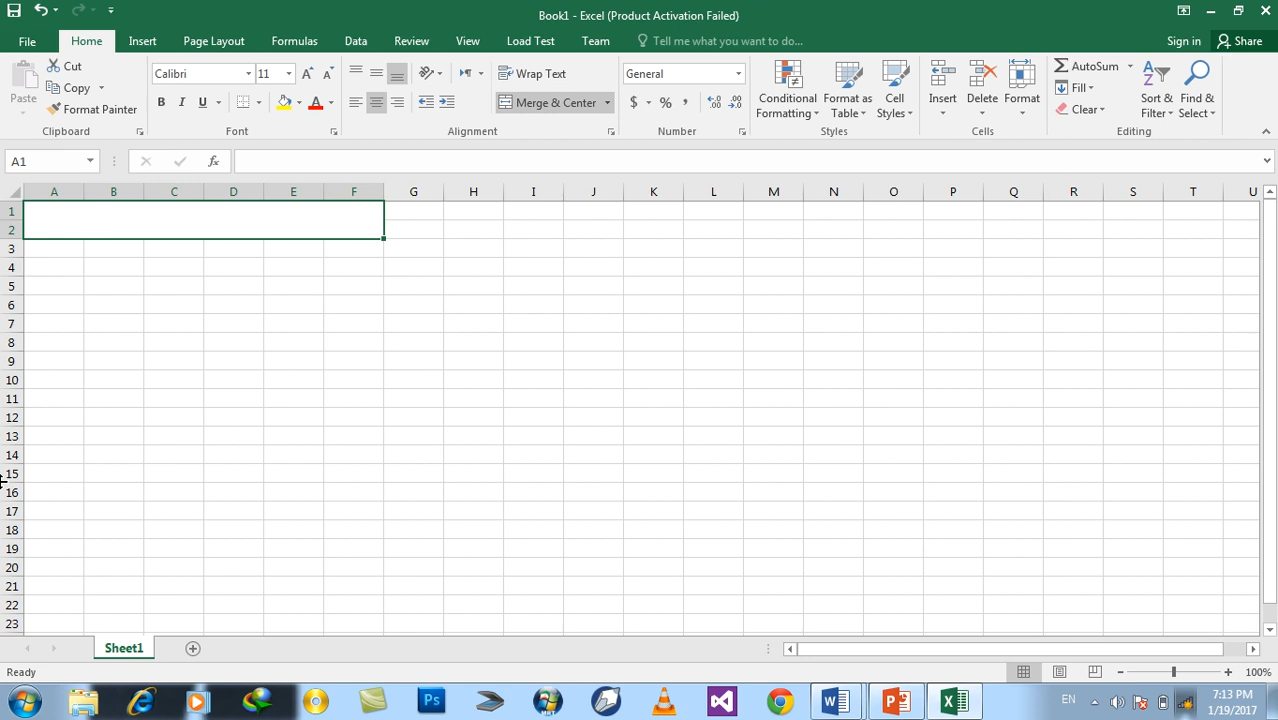 Book1 - Excel (Product Activation Failed)
File Home Insert Page Layout Formulas Data Review View Load Test Team Tell me what you want to do... Sign in Share
Paste Cut Copy Format Painter
Calibri 11
B I U
Wrap Text
Merge & Center
General
$ % ,
Conditional Formatting
Format as Table
Cell Styles
Insert Delete Format
AutoSum
Fill
Clear
Sort & Filter
Find & Select
Clipboard Font Alignment Number Styles Cells Editing
A1 fx
A B C D E F G H I J K L M N O P Q R S T U
1
2
3
4
5
6
7
8
9
10
11
12
13
14
15
16
17
18
19
20
21
22
23
Sheet1
Ready 100%
EN 7:13 PM
1/19/2017